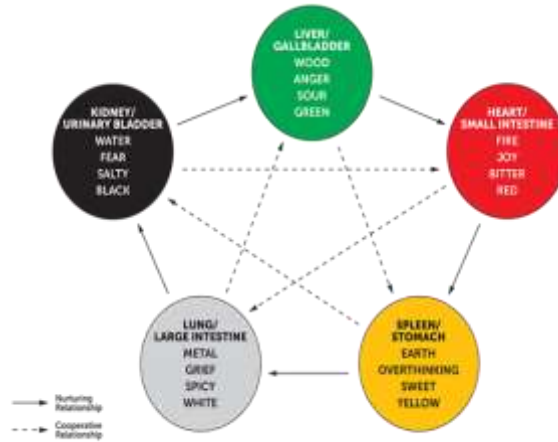 LIVER/
GALLBLADDER
WOOD
ANGER
SOUR
GREEN
KIDNEY/
URINARY BLADDER
WATER
FEAR
SALTY
BLACK
HEART/
SMALL INTESTINE
FIRE
JOY
BITTER
RED
LUNG/
LARGE INTESTINE
METAL
GRIEF
SPICY
WHITE
SPLEEN/
STOMACH
EARTH
OVERTHINKING
SWEET
YELLOW
Nurturing
Relationship
Cooperative
Relationship